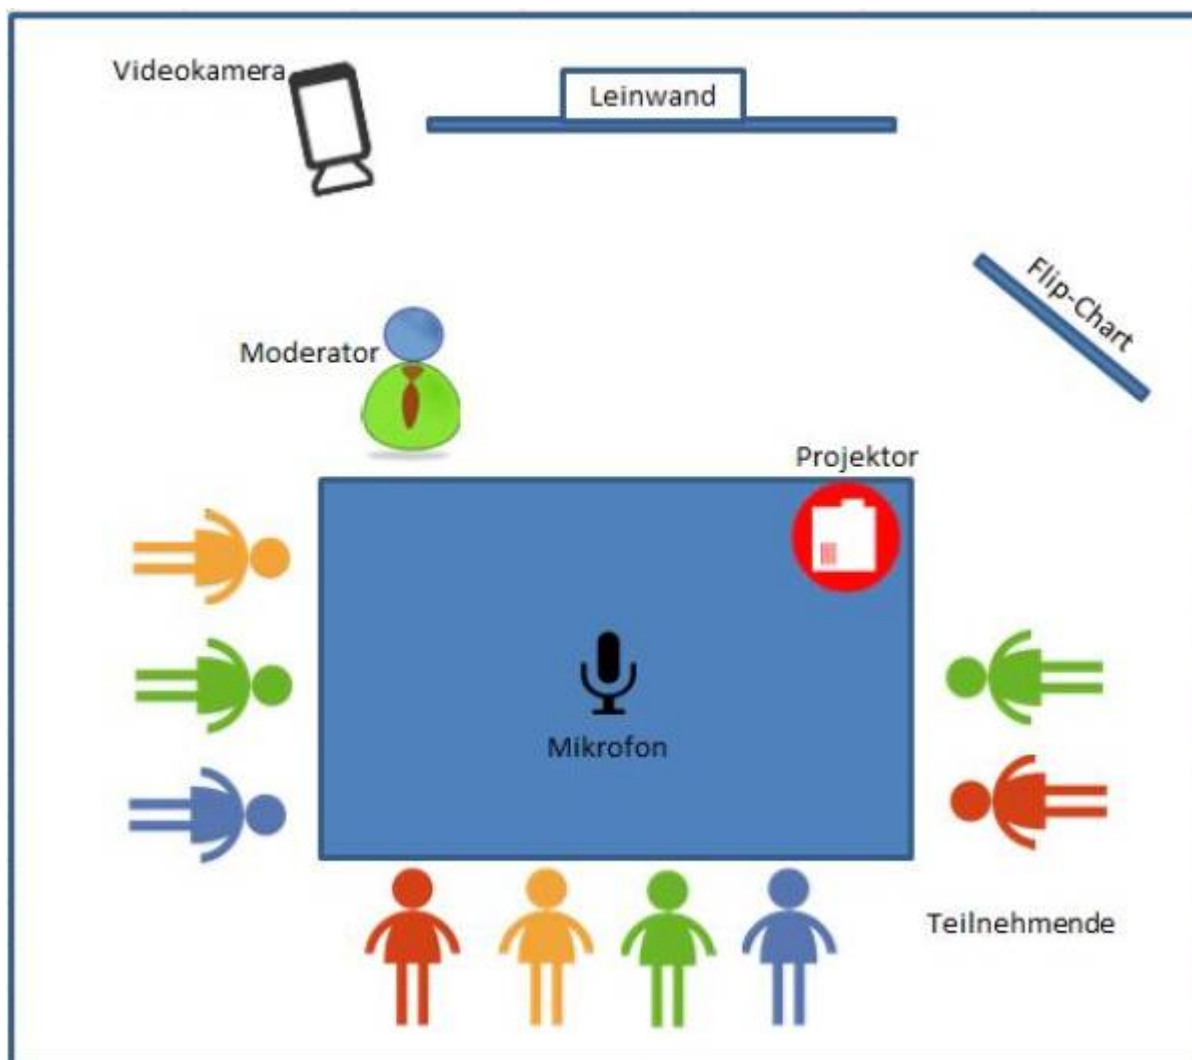 Videokamera
Leinwand
Flip-Chart
Moderator
Projektor
Mikrofon
Teilnehmende